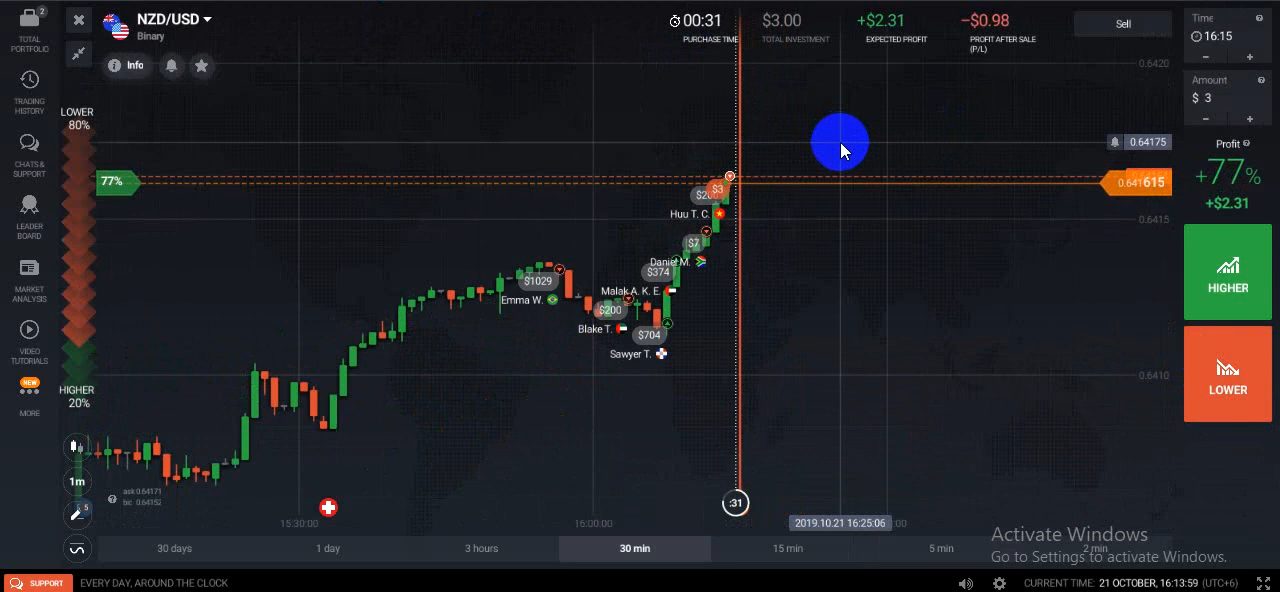 2
TOTAL
PORTFOLIO
TRADING
HISTORY
CHATS &
SUPPORT
LEADER
BOARD
MARKET
ANALYSIS
VIDEO
TUTORIALS
NEW
MORE
NZD/USD
Binary
Info
00:31
PURCHASE TIME
$3.00
TOTAL INVESTMENT
+$2.31
EXPECTED PROFIT
−$0.98
PROFIT AFTER SALE
(P/L)
Sell
LOWER
80%
77%
HIGHER
20%
1m
5
ask 0.64171
bid 0.64152
$1029
Emma W.
$200
Blake T.
$704
Sawyer T.
$374
Malak A. K. E.
$7
Daniel M.
$3
Huu T. C.
:31
0.6420
0.64175
0.641615
0.6415
0.6410
15:30:00
16:00:00
2019.10.21 16:25:06
:00
30 days
1 day
3 hours
30 min
15 min
5 min
2 min
Time
16:15
−
+
Amount
$ 3
−
+
Profit
+77%
+$2.31
HIGHER
LOWER
Activate Windows
Go to Settings to activate Windows.
SUPPORT
EVERY DAY, AROUND THE CLOCK
CURRENT TIME: 21 OCTOBER, 16:13:59 (UTC+6)